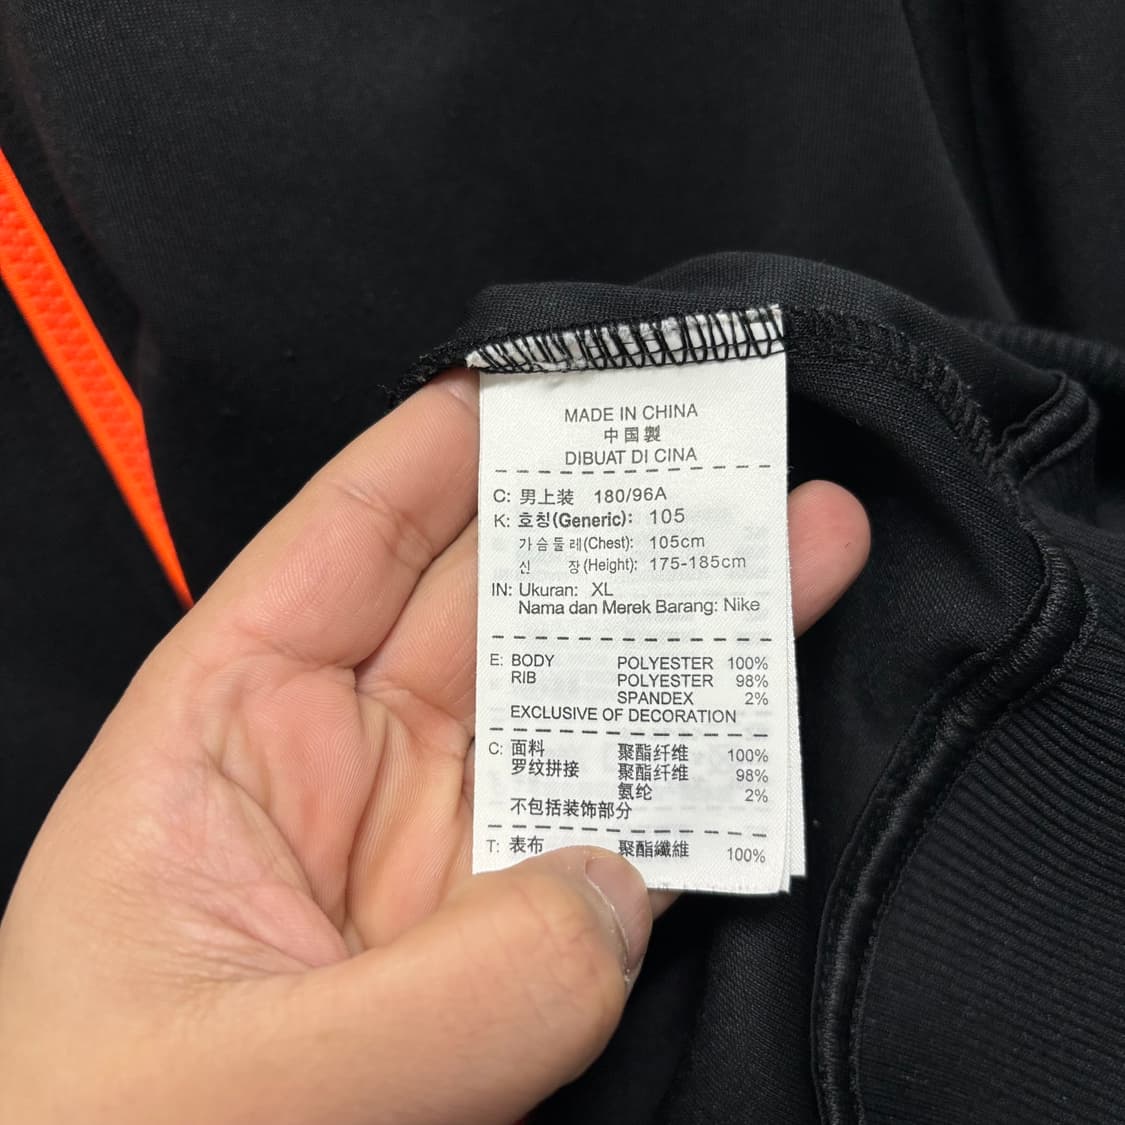 MADE IN CHINA
中国製
DIBUAT DI CINA
C: 男上装 180/96A
K: 호칭(Generic): 105
가슴둘레(Chest): 105cm
신 장(Height): 175-185cm
IN: Ukuran: XL
Nama dan Merek Barang: Nike
E: BODY POLYESTER 100%
RIB POLYESTER 98%
SPANDEX 2%
EXCLUSIVE OF DECORATION
C: 面料 聚酯纤维 100%
罗纹拼接 聚酯纤维 98%
氨纶 2%
不包括装饰部分
T: 表布 聚酯纖維 100%